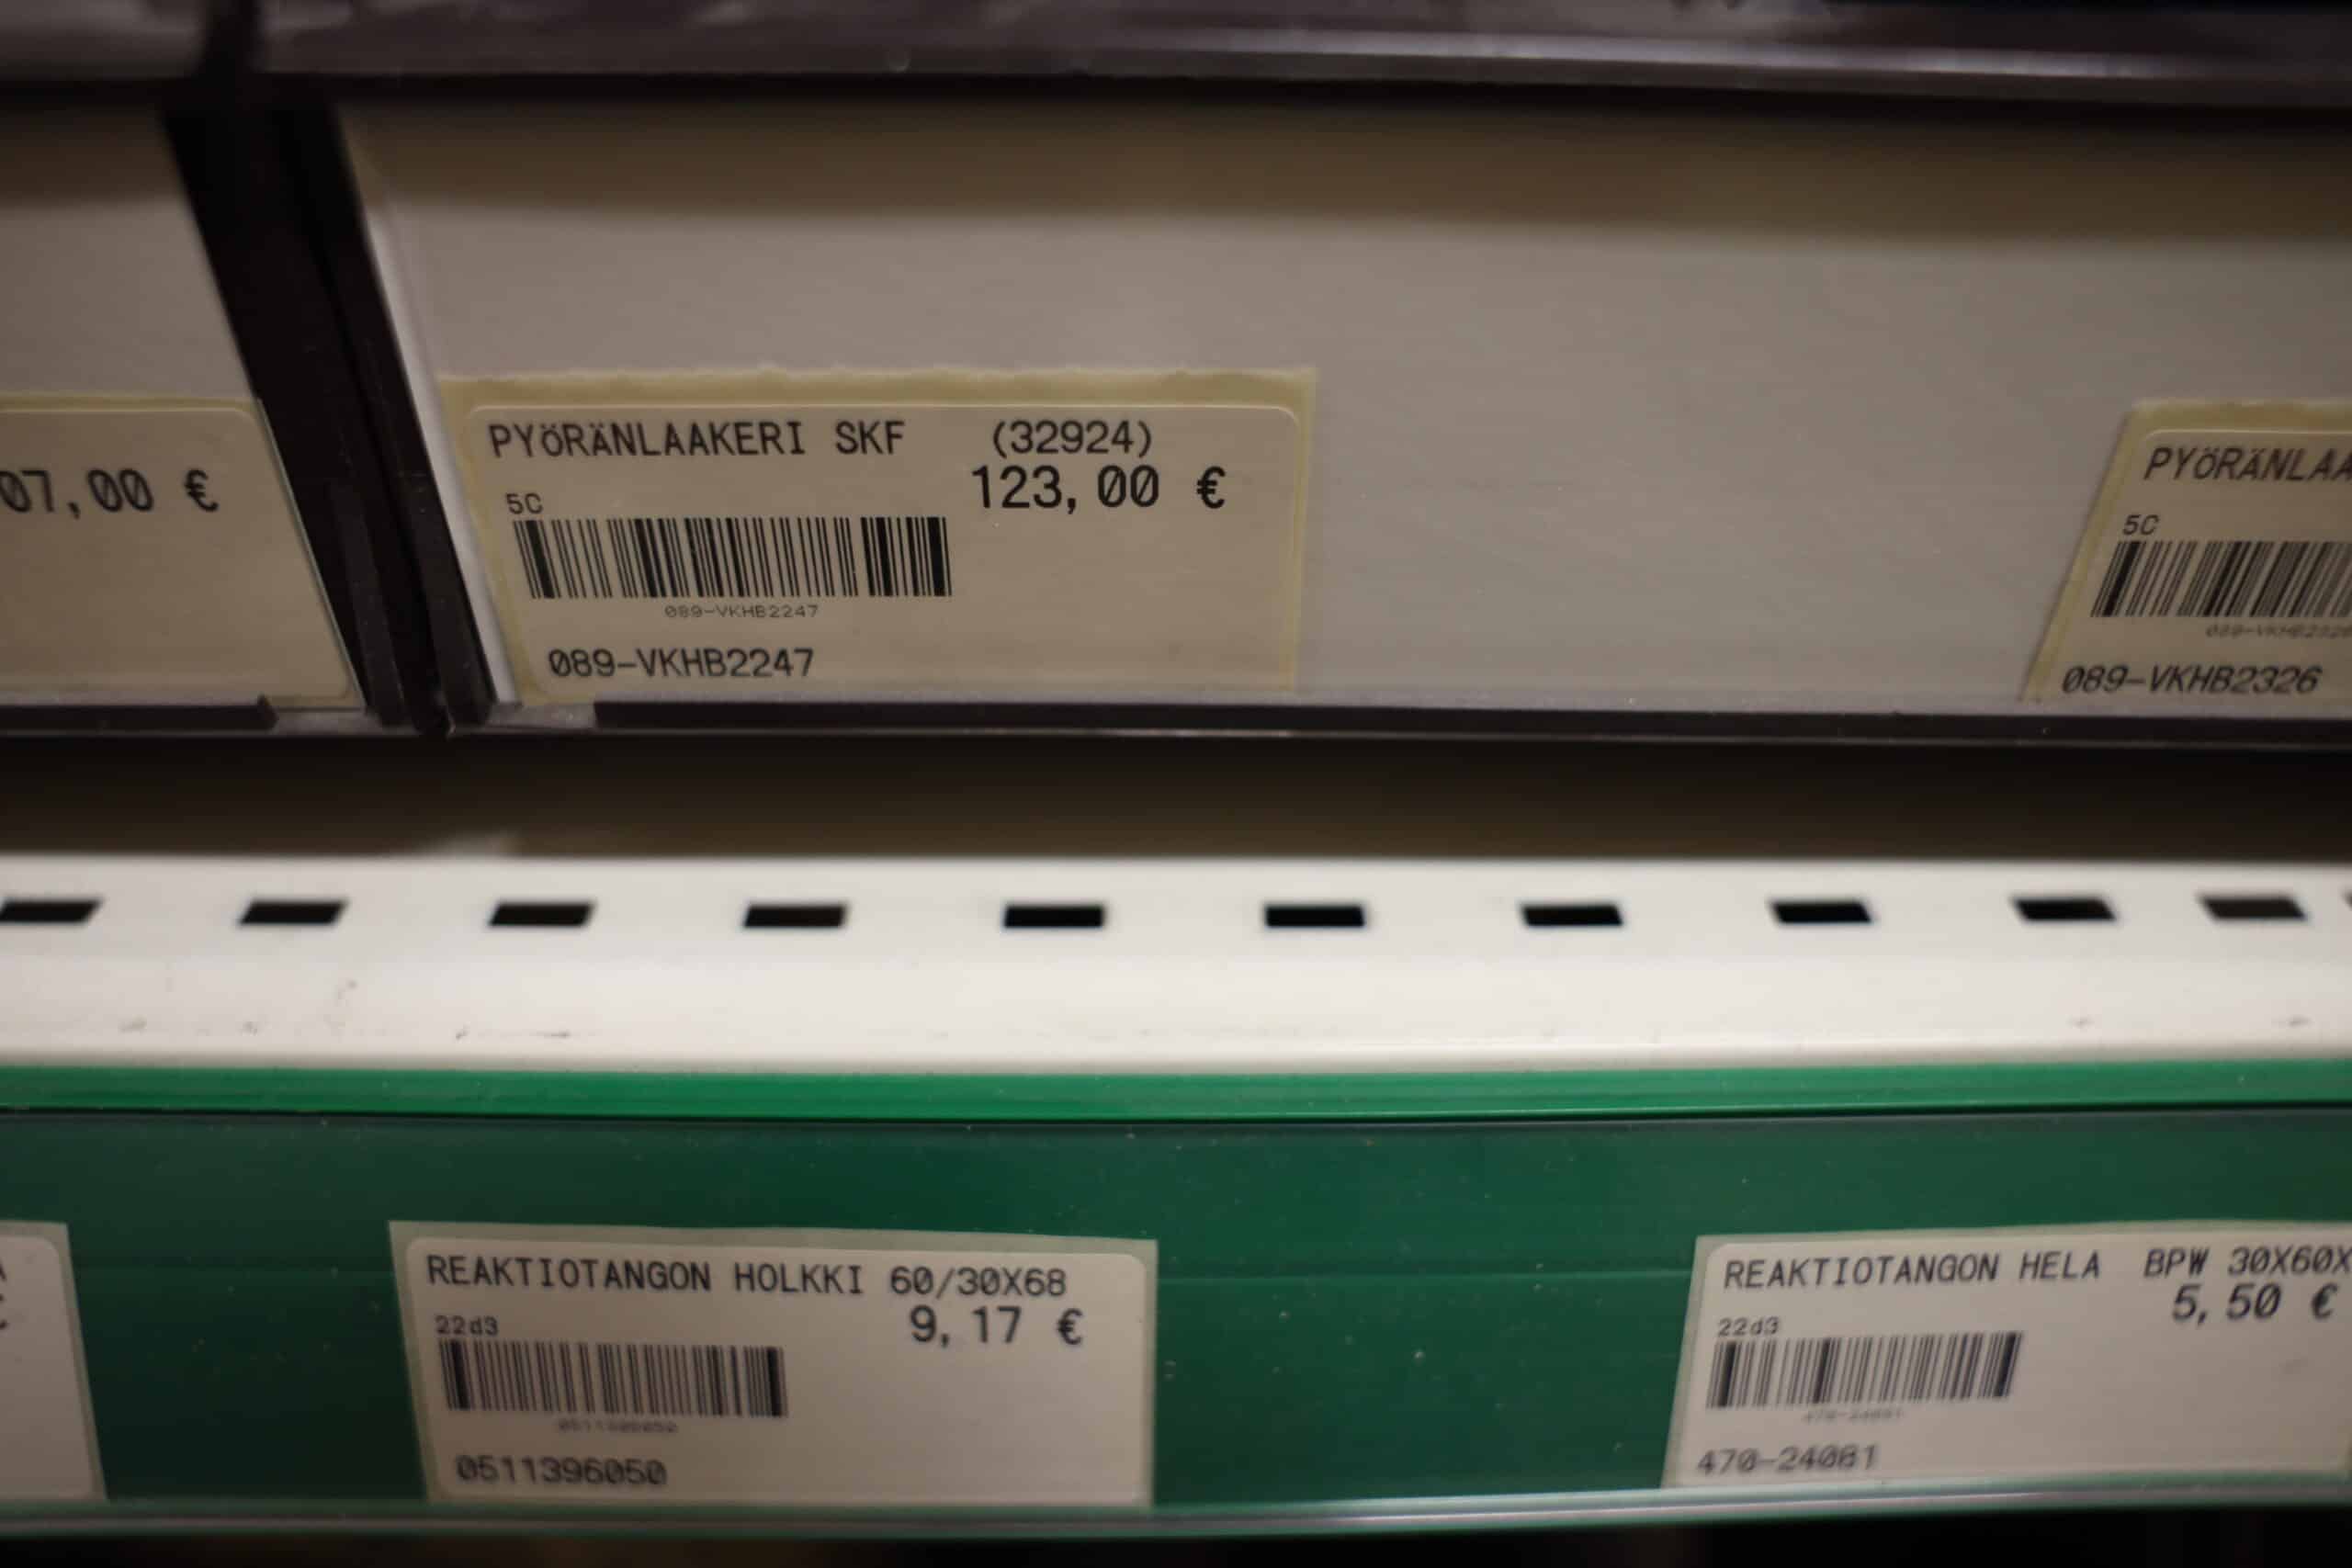 07,00 €
PYÖRÄNLAAKERI SKF (32924)
123,00 €
5C
089-VKHB2247
089-VKHB2247
5C
089-VKHB2326
REAKTIOTANGON HOLKKI 60/30X68
9,17 €
22d3
0511396050
0511396050
REAKTIOTANGON HELA BPW 30X60X
5,50 €
22d3
470-24081